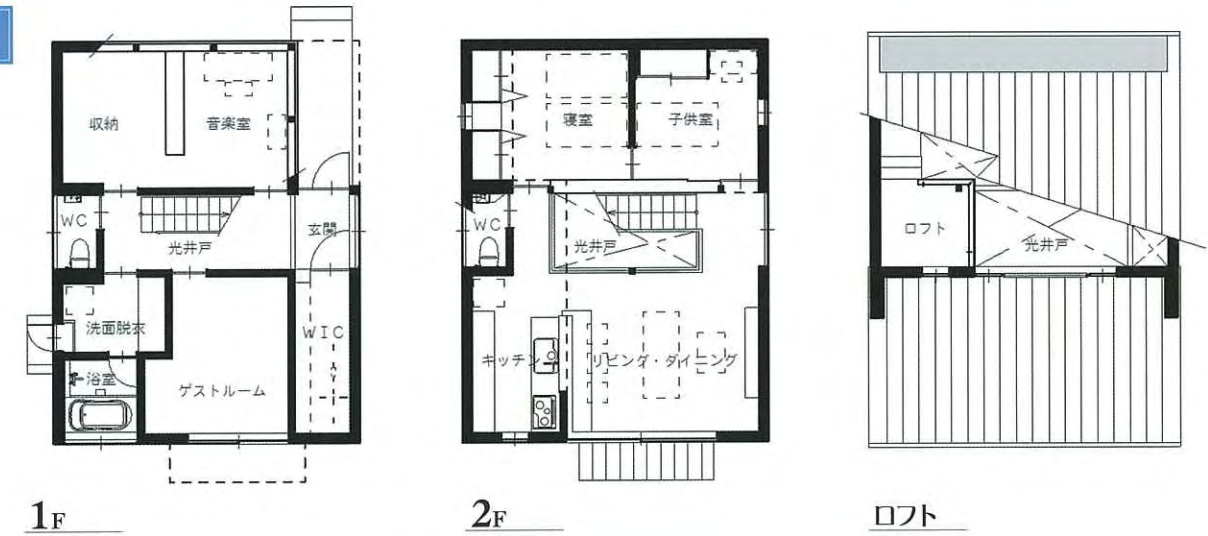 収納
音楽室
WC
光井戸
玄関
洗面脱衣
WIC
浴室
ゲストルーム
1F
寝室
子供室
WC
光井戸
キッチン
リビング・ダイニング
2F
ロフト
光井戸
ロフト